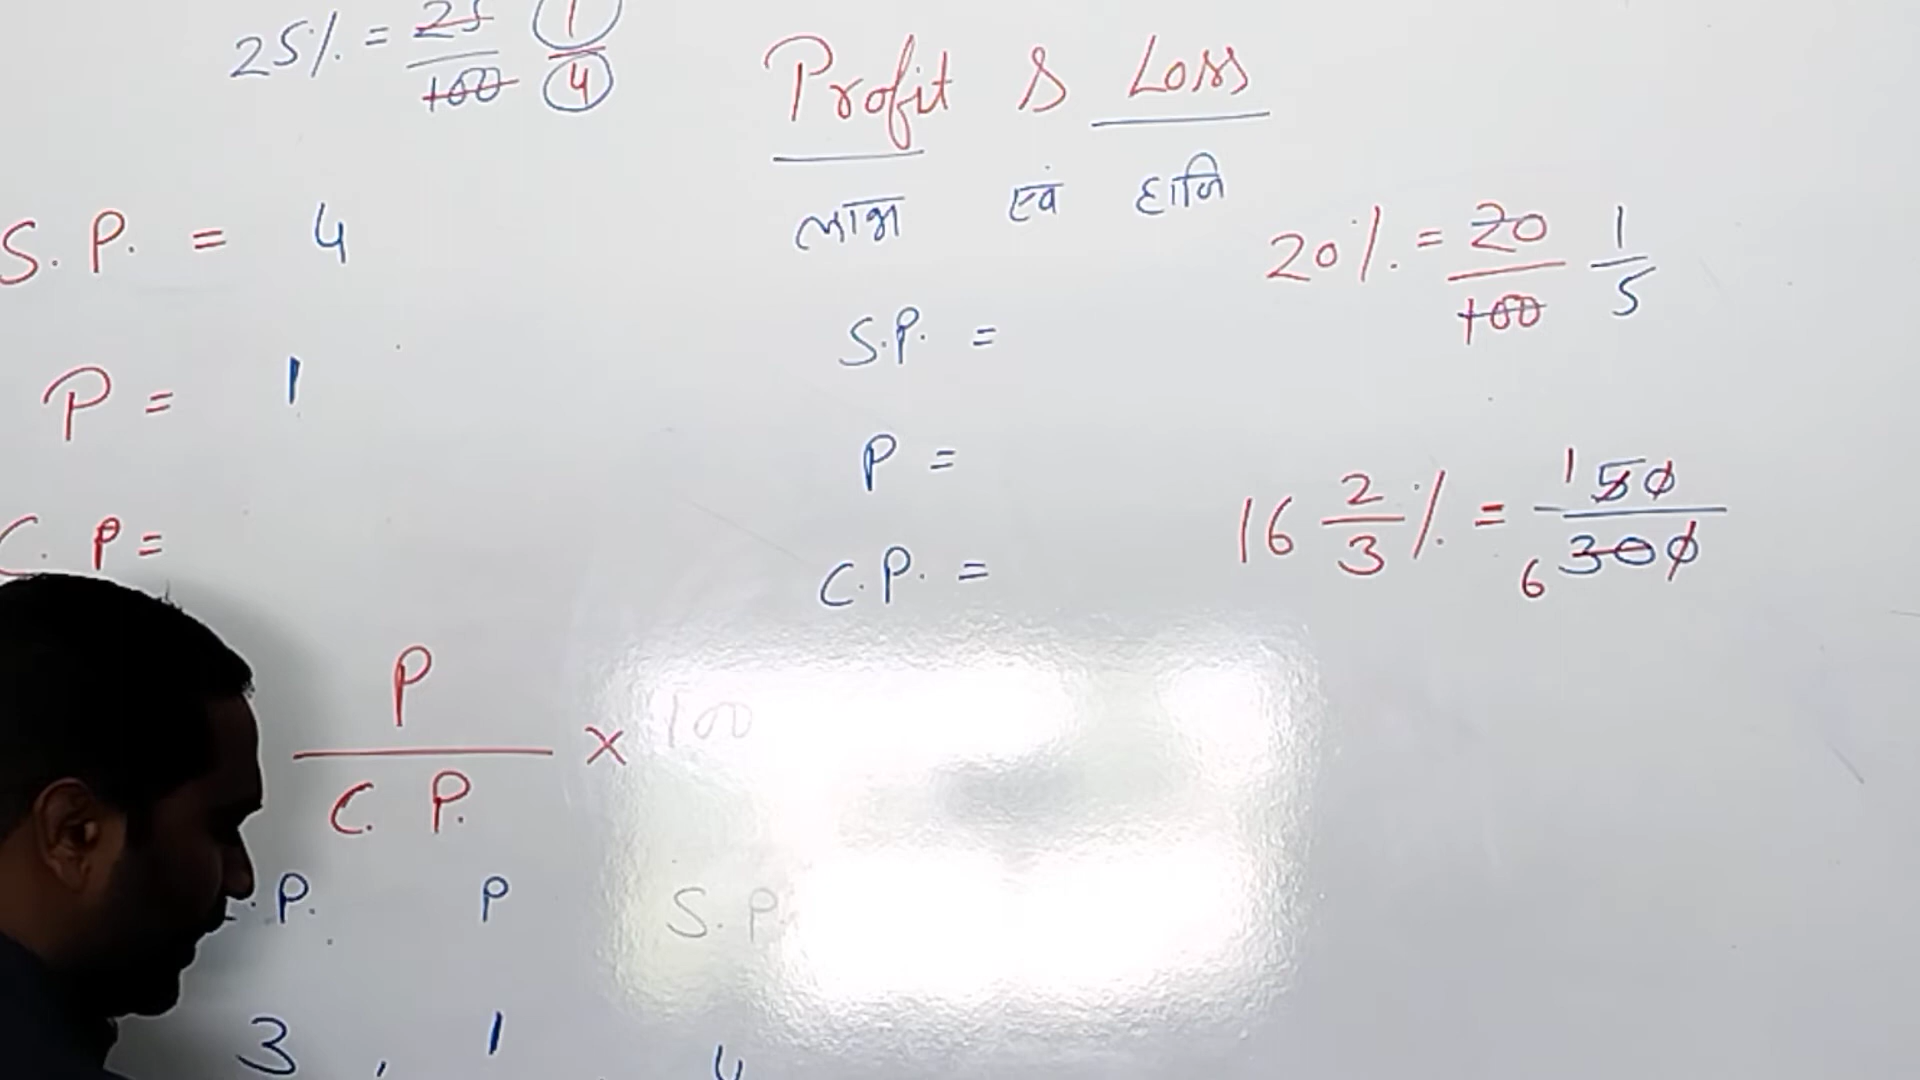 25% = 25/100 1/4
Profit & Loss
लाभ एवं हानि
S. P. = 4
P = 1
C. P =
S.P. =
P =
C.P. =
20% = 20/100 1/5
16 2/3 % = 1 50/300 6
P/C. P. × 100
.P. P S.P.
3 , 1 4